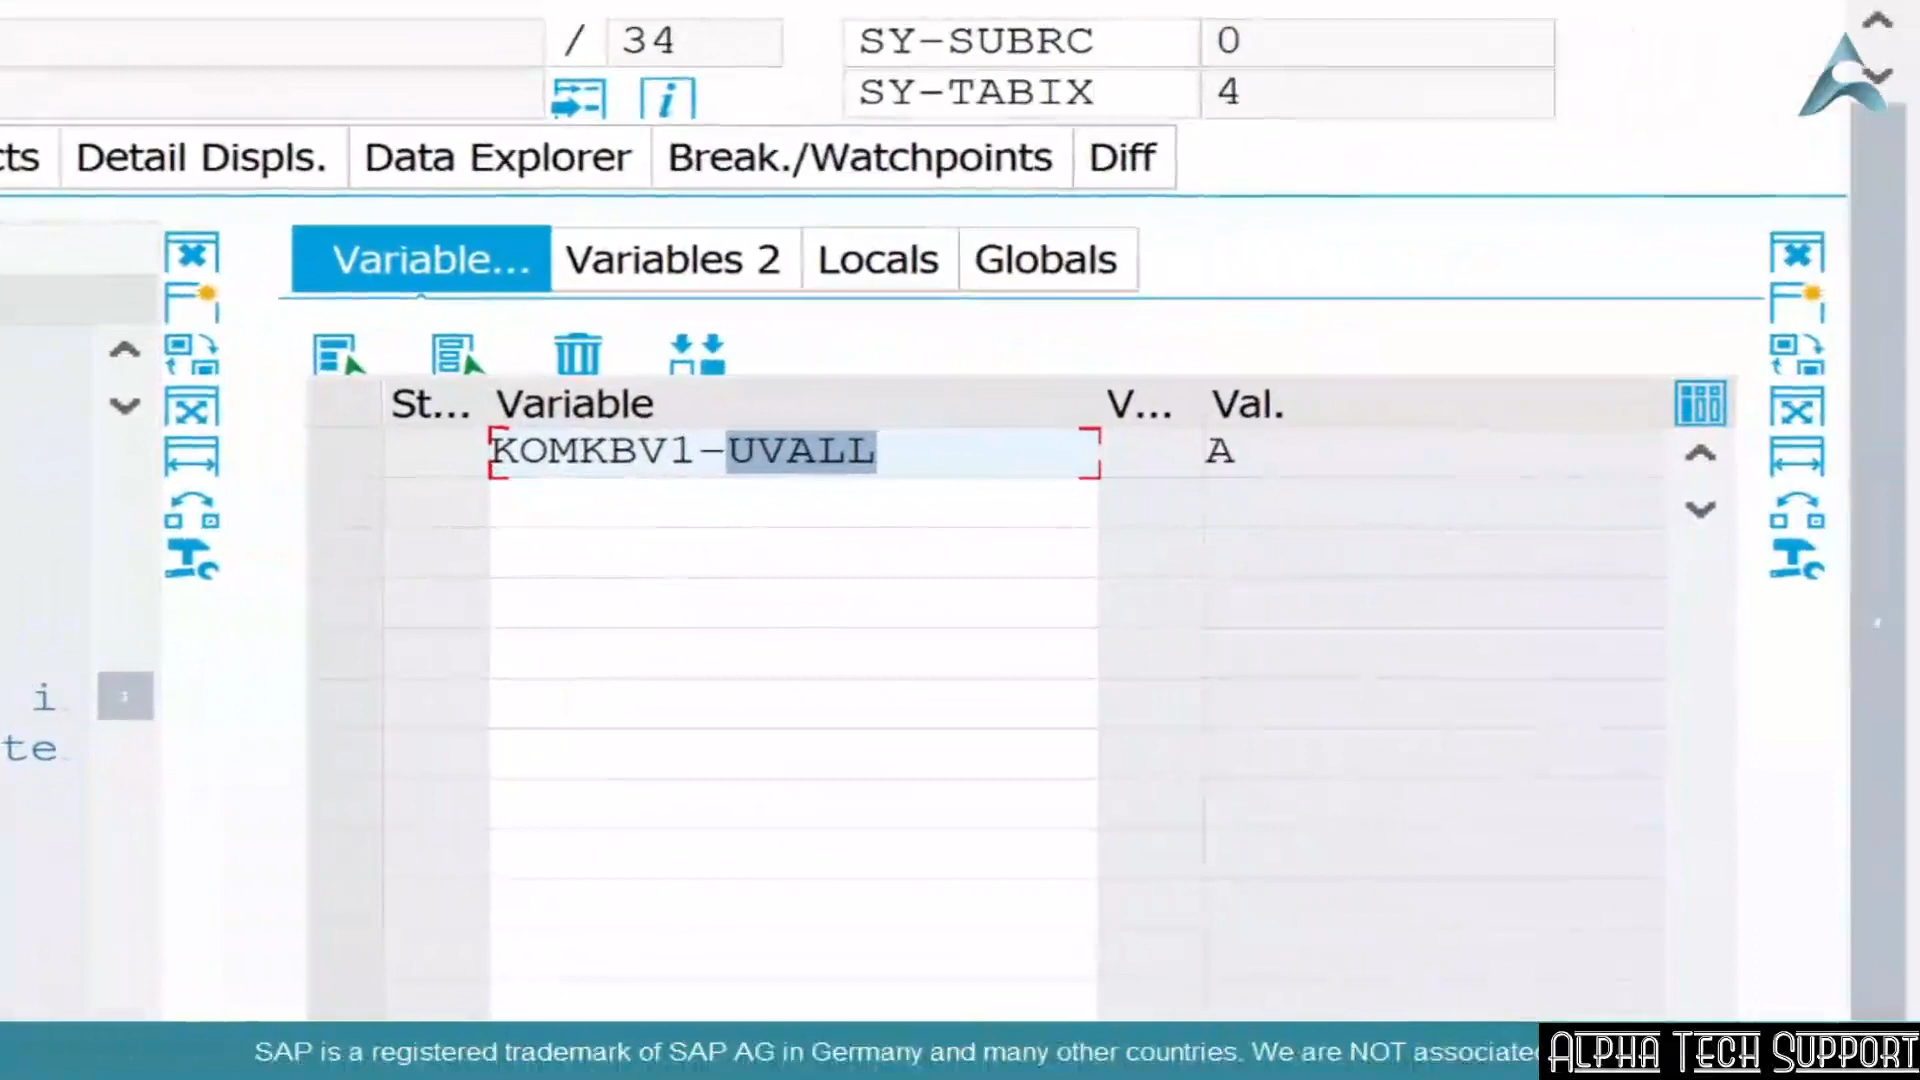 / 34 SY-SUBRC 0
SY-TABIX 4
cts Detail Displs. Data Explorer Break./Watchpoints Diff
Variable... Variables 2 Locals Globals
St... Variable V... Val.
KOMKBV1-UVALL A
i
te
SAP is a registered trademark of SAP AG in Germany and many other countries. We are NOT associated
ALPHA TECH SUPPORT